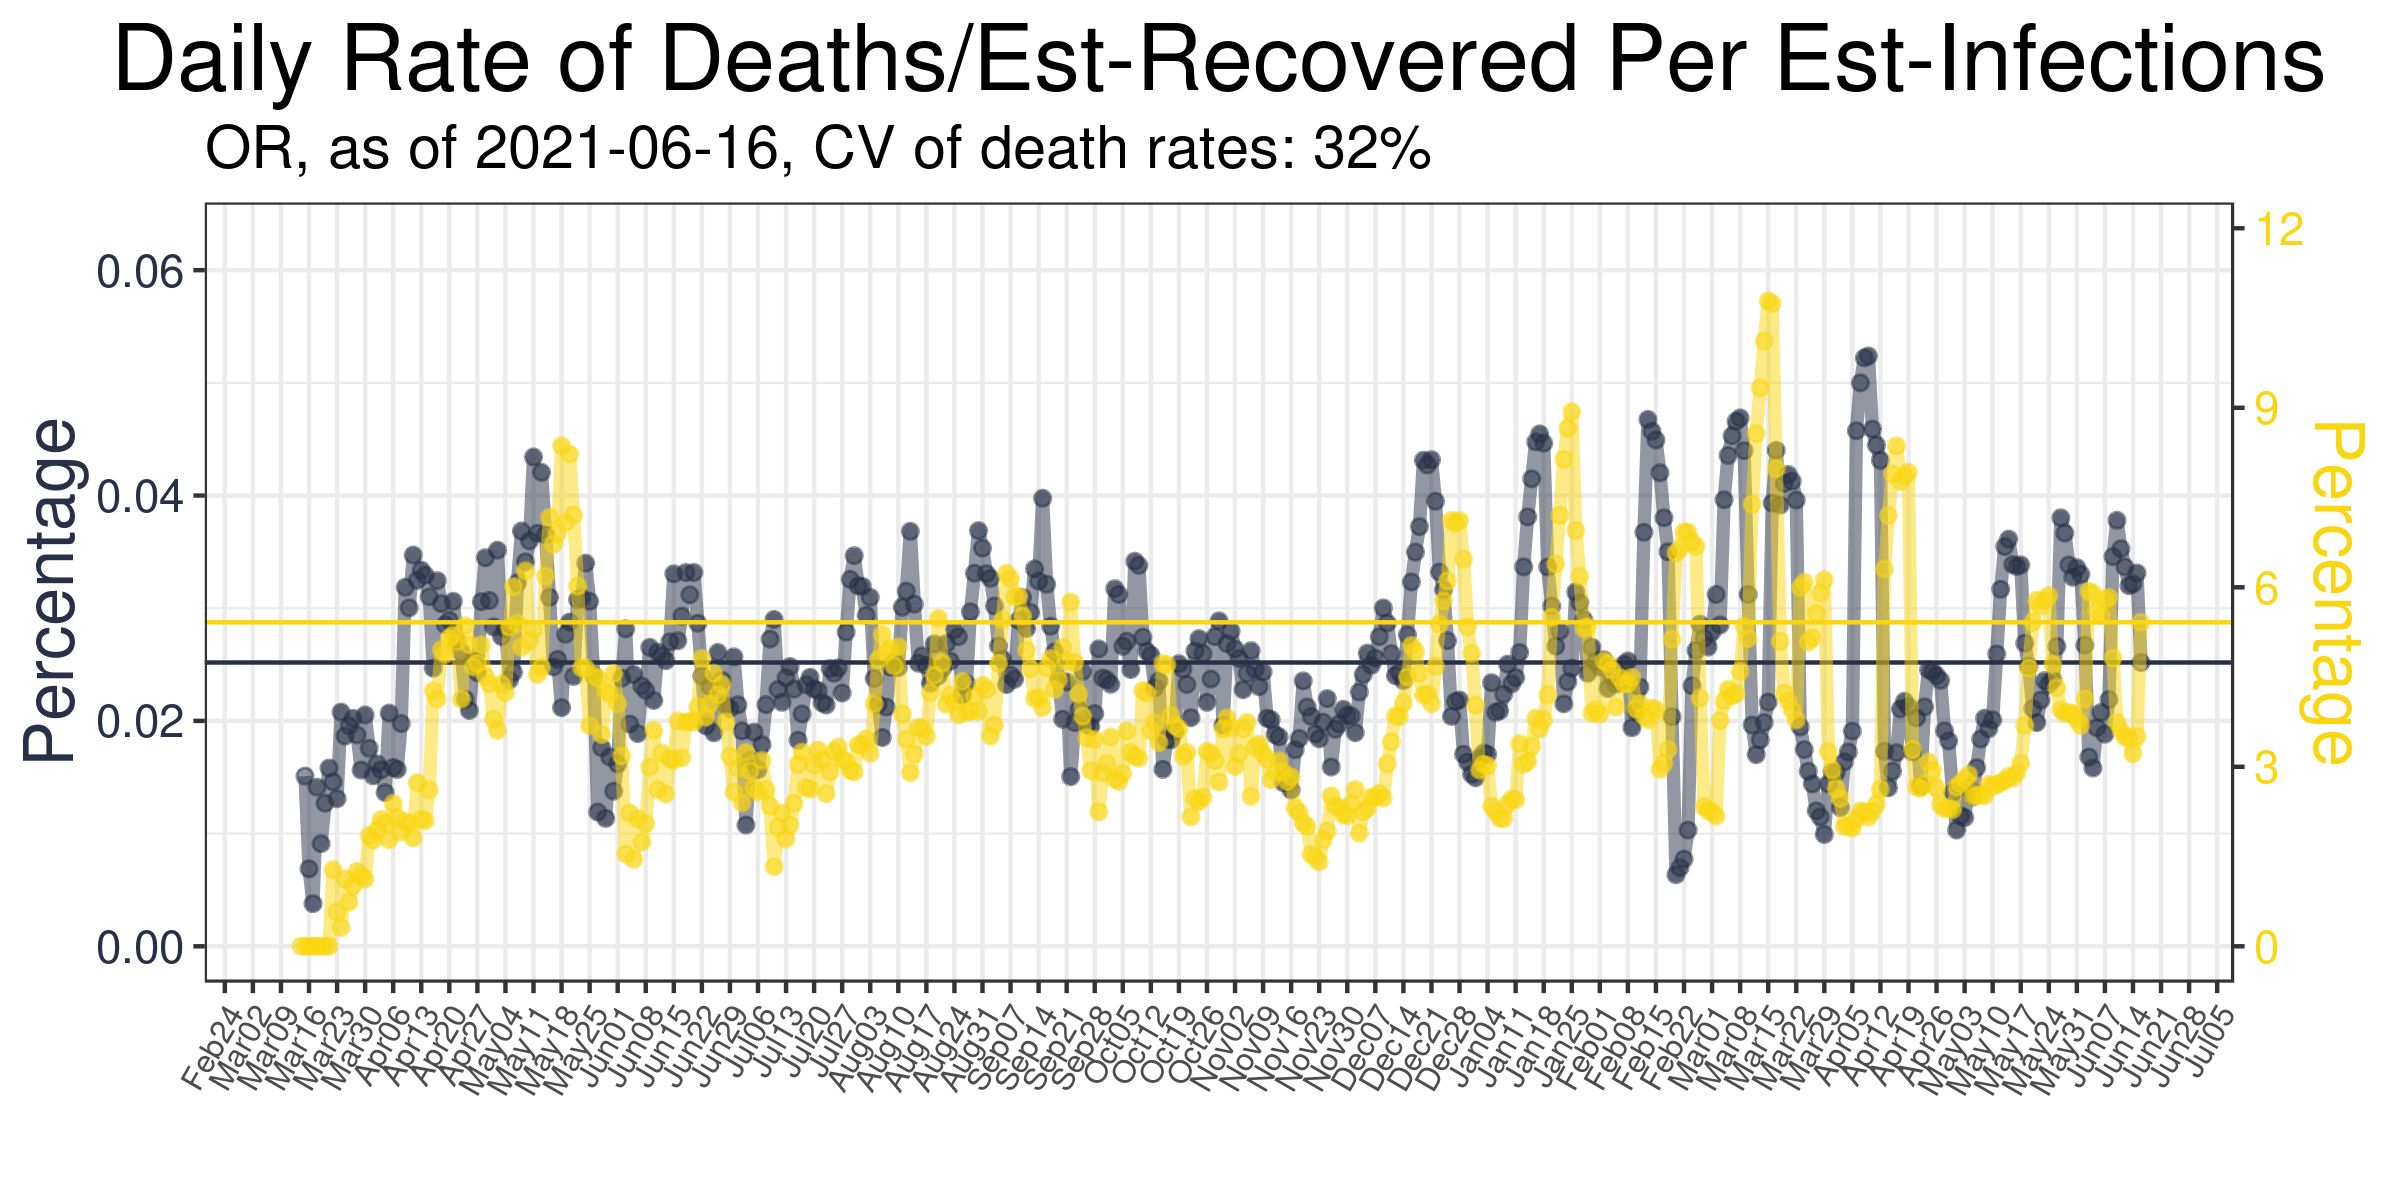 Daily Rate of Deaths/Est-Recovered Per Est-Infections
OR, as of 2021-06-16, CV of death rates: 32%
Percentage
0.06
0.04
0.02
0.00
12
9
6
3
0
Percentage
Feb24
Mar02
Mar09
Mar16
Mar23
Mar30
Apr06
Apr13
Apr20
Apr27
May04
May11
May18
May25
Jun01
Jun08
Jun15
Jun22
Jun29
Jul06
Jul13
Jul20
Jul27
Aug03
Aug10
Aug17
Aug24
Aug31
Sep07
Sep14
Sep21
Sep28
Oct05
Oct12
Oct19
Oct26
Nov02
Nov09
Nov16
Nov23
Nov30
Dec07
Dec14
Dec21
Dec28
Jan04
Jan11
Jan18
Jan25
Feb01
Feb08
Feb15
Feb22
Mar01
Mar08
Mar15
Mar22
Mar29
Apr05
Apr12
Apr19
Apr26
May03
May10
May17
May24
May31
Jun07
Jun14
Jun21
Jun28
Jul05